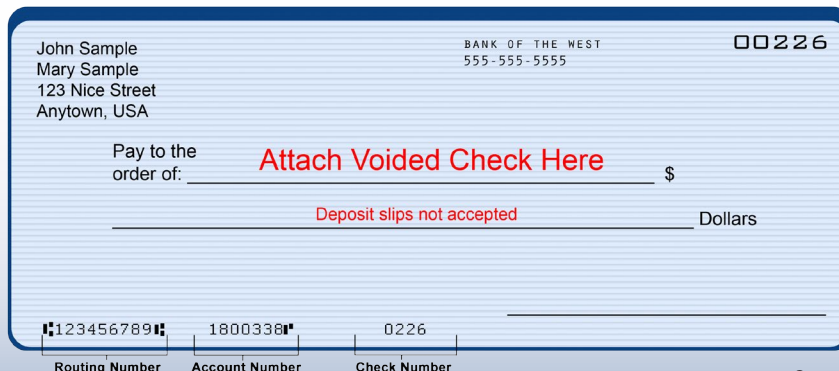 John Sample
Mary Sample
123 Nice Street
Anytown, USA
BANK OF THE WEST
555-555-5555
00226
Pay to the
order of:
Attach Voided Check Here
$
Deposit slips not accepted
Dollars
⑆123456789⑆ 1800338⑈ 0226
Routing Number Account Number Check Number